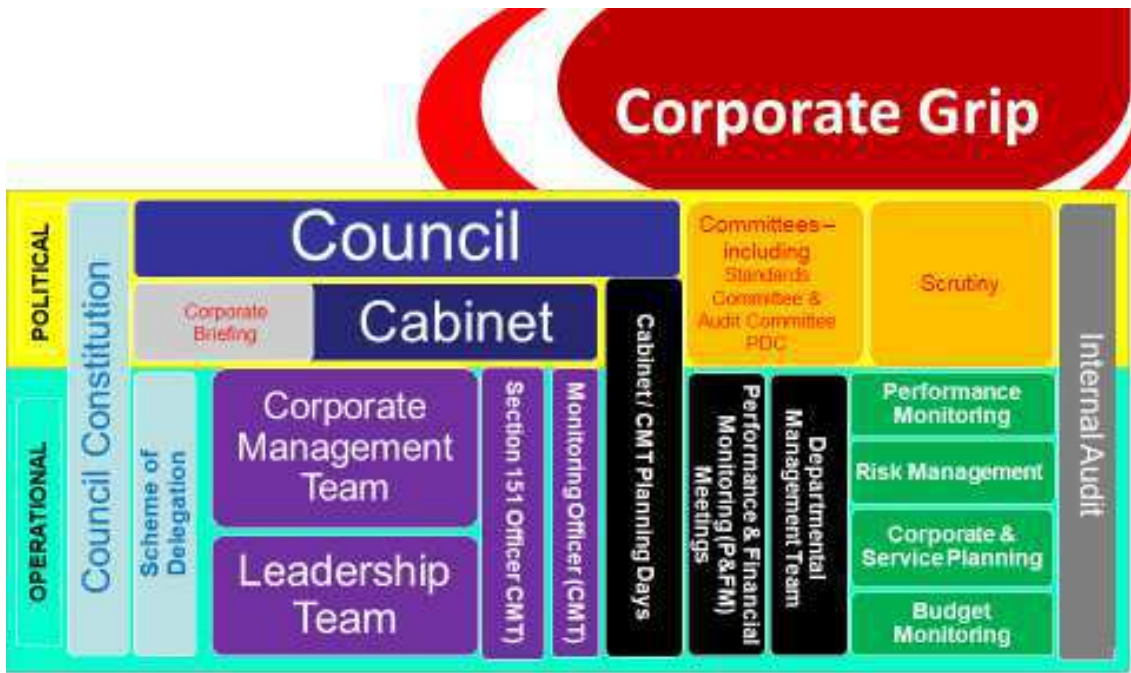 Corporate Grip
POLITICAL
OPERATIONAL
Council Constitution
Council
Corporate
Briefing
Cabinet
Scheme of
Delegation
Corporate
Management
Team
Leadership
Team
Section 151 Officer CMT)
Monitoring Officer (CMT)
Cabinet / CMT Planning Days
Committees –
including
Standards
Committee &
Audit Committee
PDC
Scrutiny
Performance & Financial
Monitoring (P&FM)
Meetings
Departmental
Management Team
Performance
Monitoring
Risk Management
Corporate &
Service Planning
Budget
Monitoring
Internal Audit